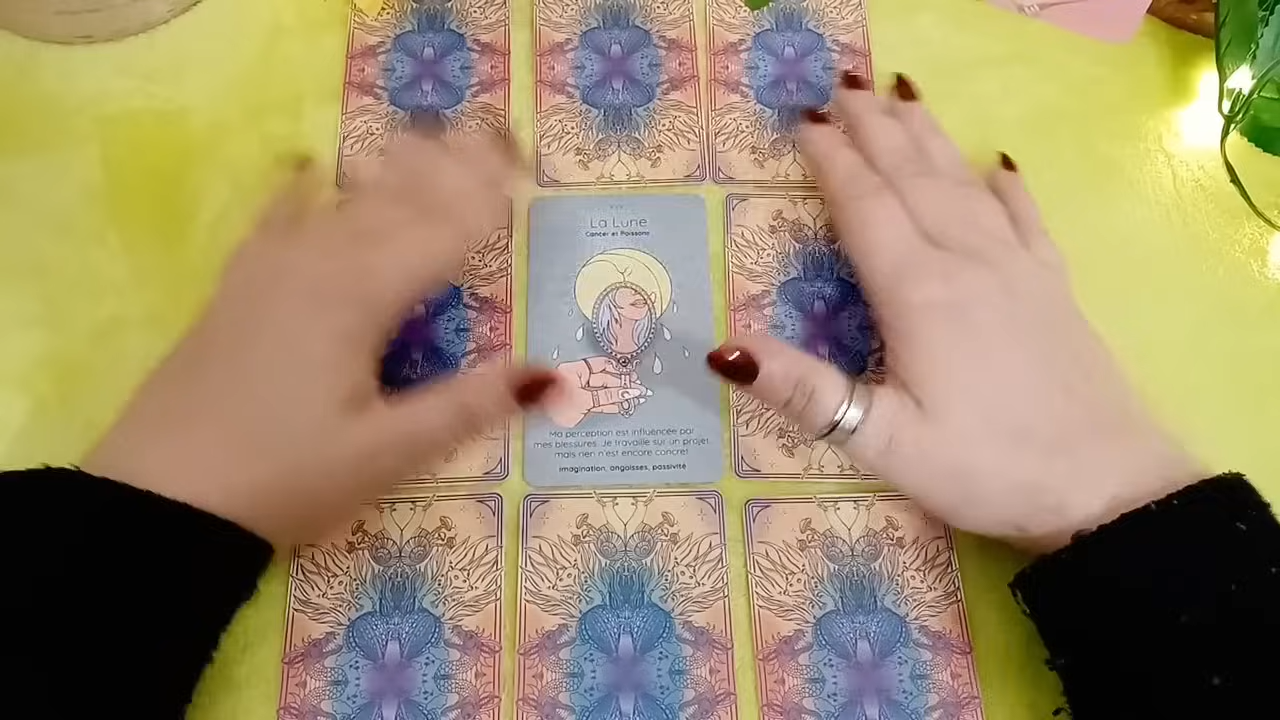 La Lune
Cancer et Poissons
Ma perception est influencée par
mes blessures. Je travaille sur un projet
mais rien n'est encore concret
imagination, angoisses, passivité